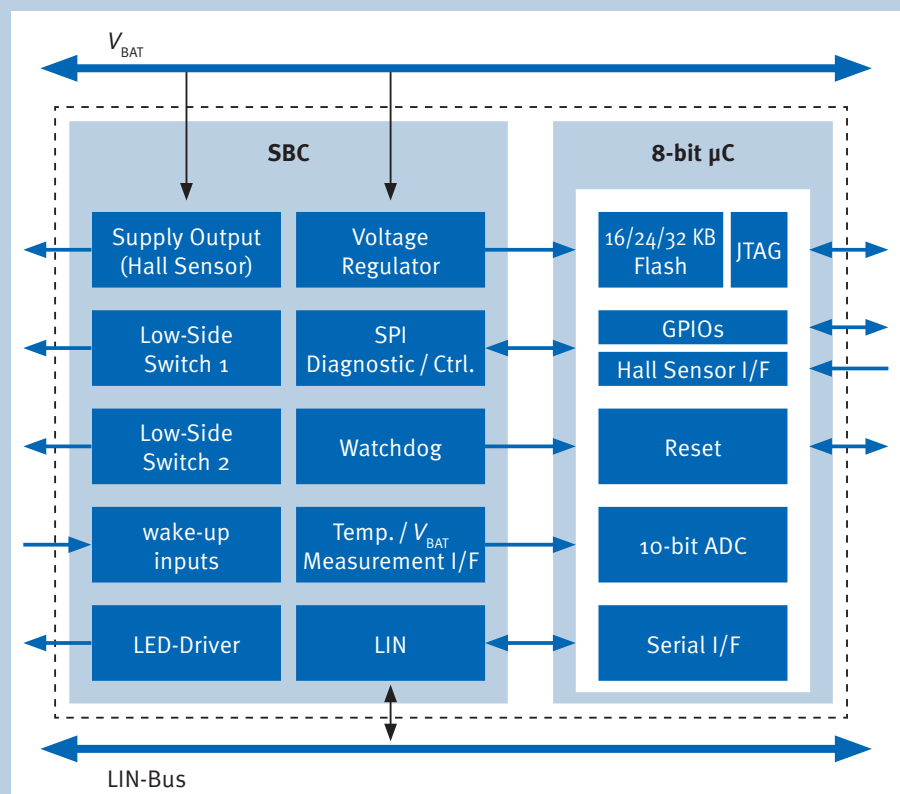 V_BAT
SBC
8-bit µC
Supply Output
(Hall Sensor)
Voltage
Regulator
16/24/32 KB
Flash
JTAG
Low-Side
Switch 1
SPI
Diagnostic / Ctrl.
GPIOs
Hall Sensor I/F
Low-Side
Switch 2
Watchdog
Reset
wake-up
inputs
Temp. / V_BAT
Measurement I/F
10-bit ADC
LED-Driver
LIN
Serial I/F
LIN-Bus